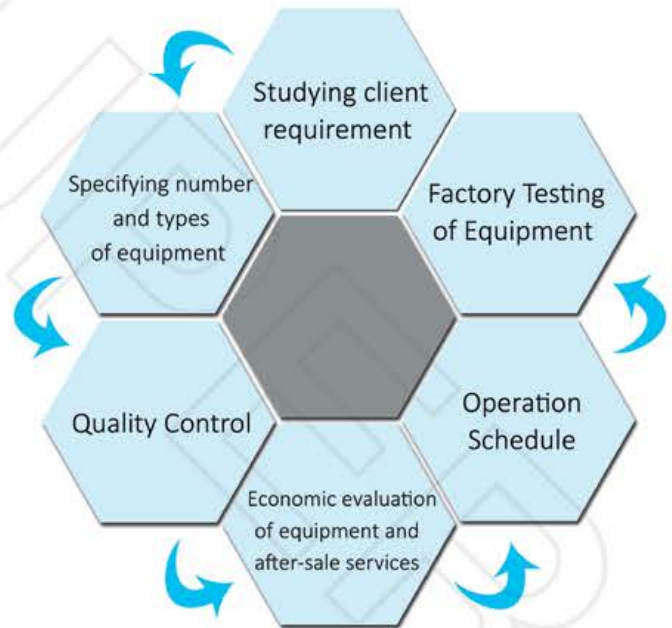 Studying client
requirement
Specifying number
and types
of equipment
Quality Control
Economic evaluation
of equipment and
after-sale services
Operation
Schedule
Factory Testing
of Equipment